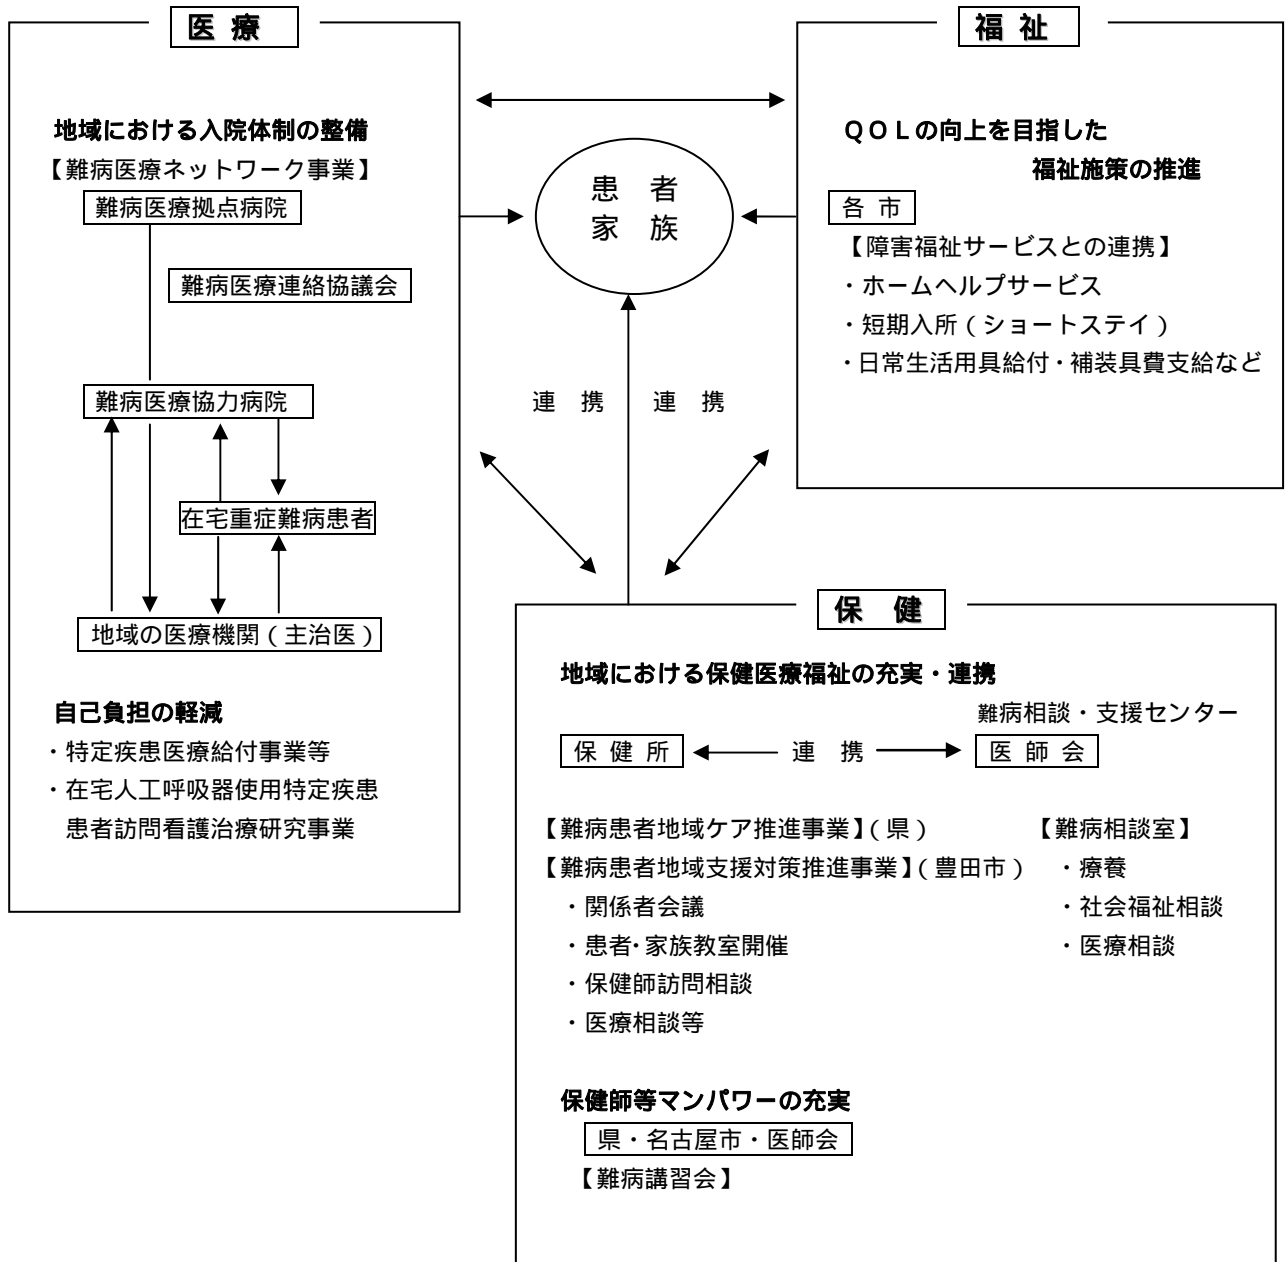 医 療
地域における入院体制の整備
【難病医療ネットワーク事業】
難病医療拠点病院
難病医療連絡協議会
難病医療協力病院
在宅重症難病患者
地域の医療機関(主治医)
自己負担の軽減
・特定疾患医療給付事業等
・在宅人工呼吸器使用特定疾患
患者訪問看護治療研究事業
患 者
家 族
連 携
連 携
福 祉
QOLの向上を目指した
福祉施策の推進
各 市
【障害福祉サービスとの連携】
・ホームヘルプサービス
・短期入所(ショートステイ)
・日常生活用具給付・補装具費支給など
保 健
地域における保健医療福祉の充実・連携
難病相談・支援センター
保 健 所
連 携
医 師 会
【難病患者地域ケア推進事業】(県)
【難病患者地域支援対策推進事業】(豊田市)
・関係者会議
・患者・家族教室開催
・保健師訪問相談
・医療相談等
【難病相談室】
・療養
・社会福祉相談
・医療相談
保健師等マンパワーの充実
県・名古屋市・医師会
【難病講習会】